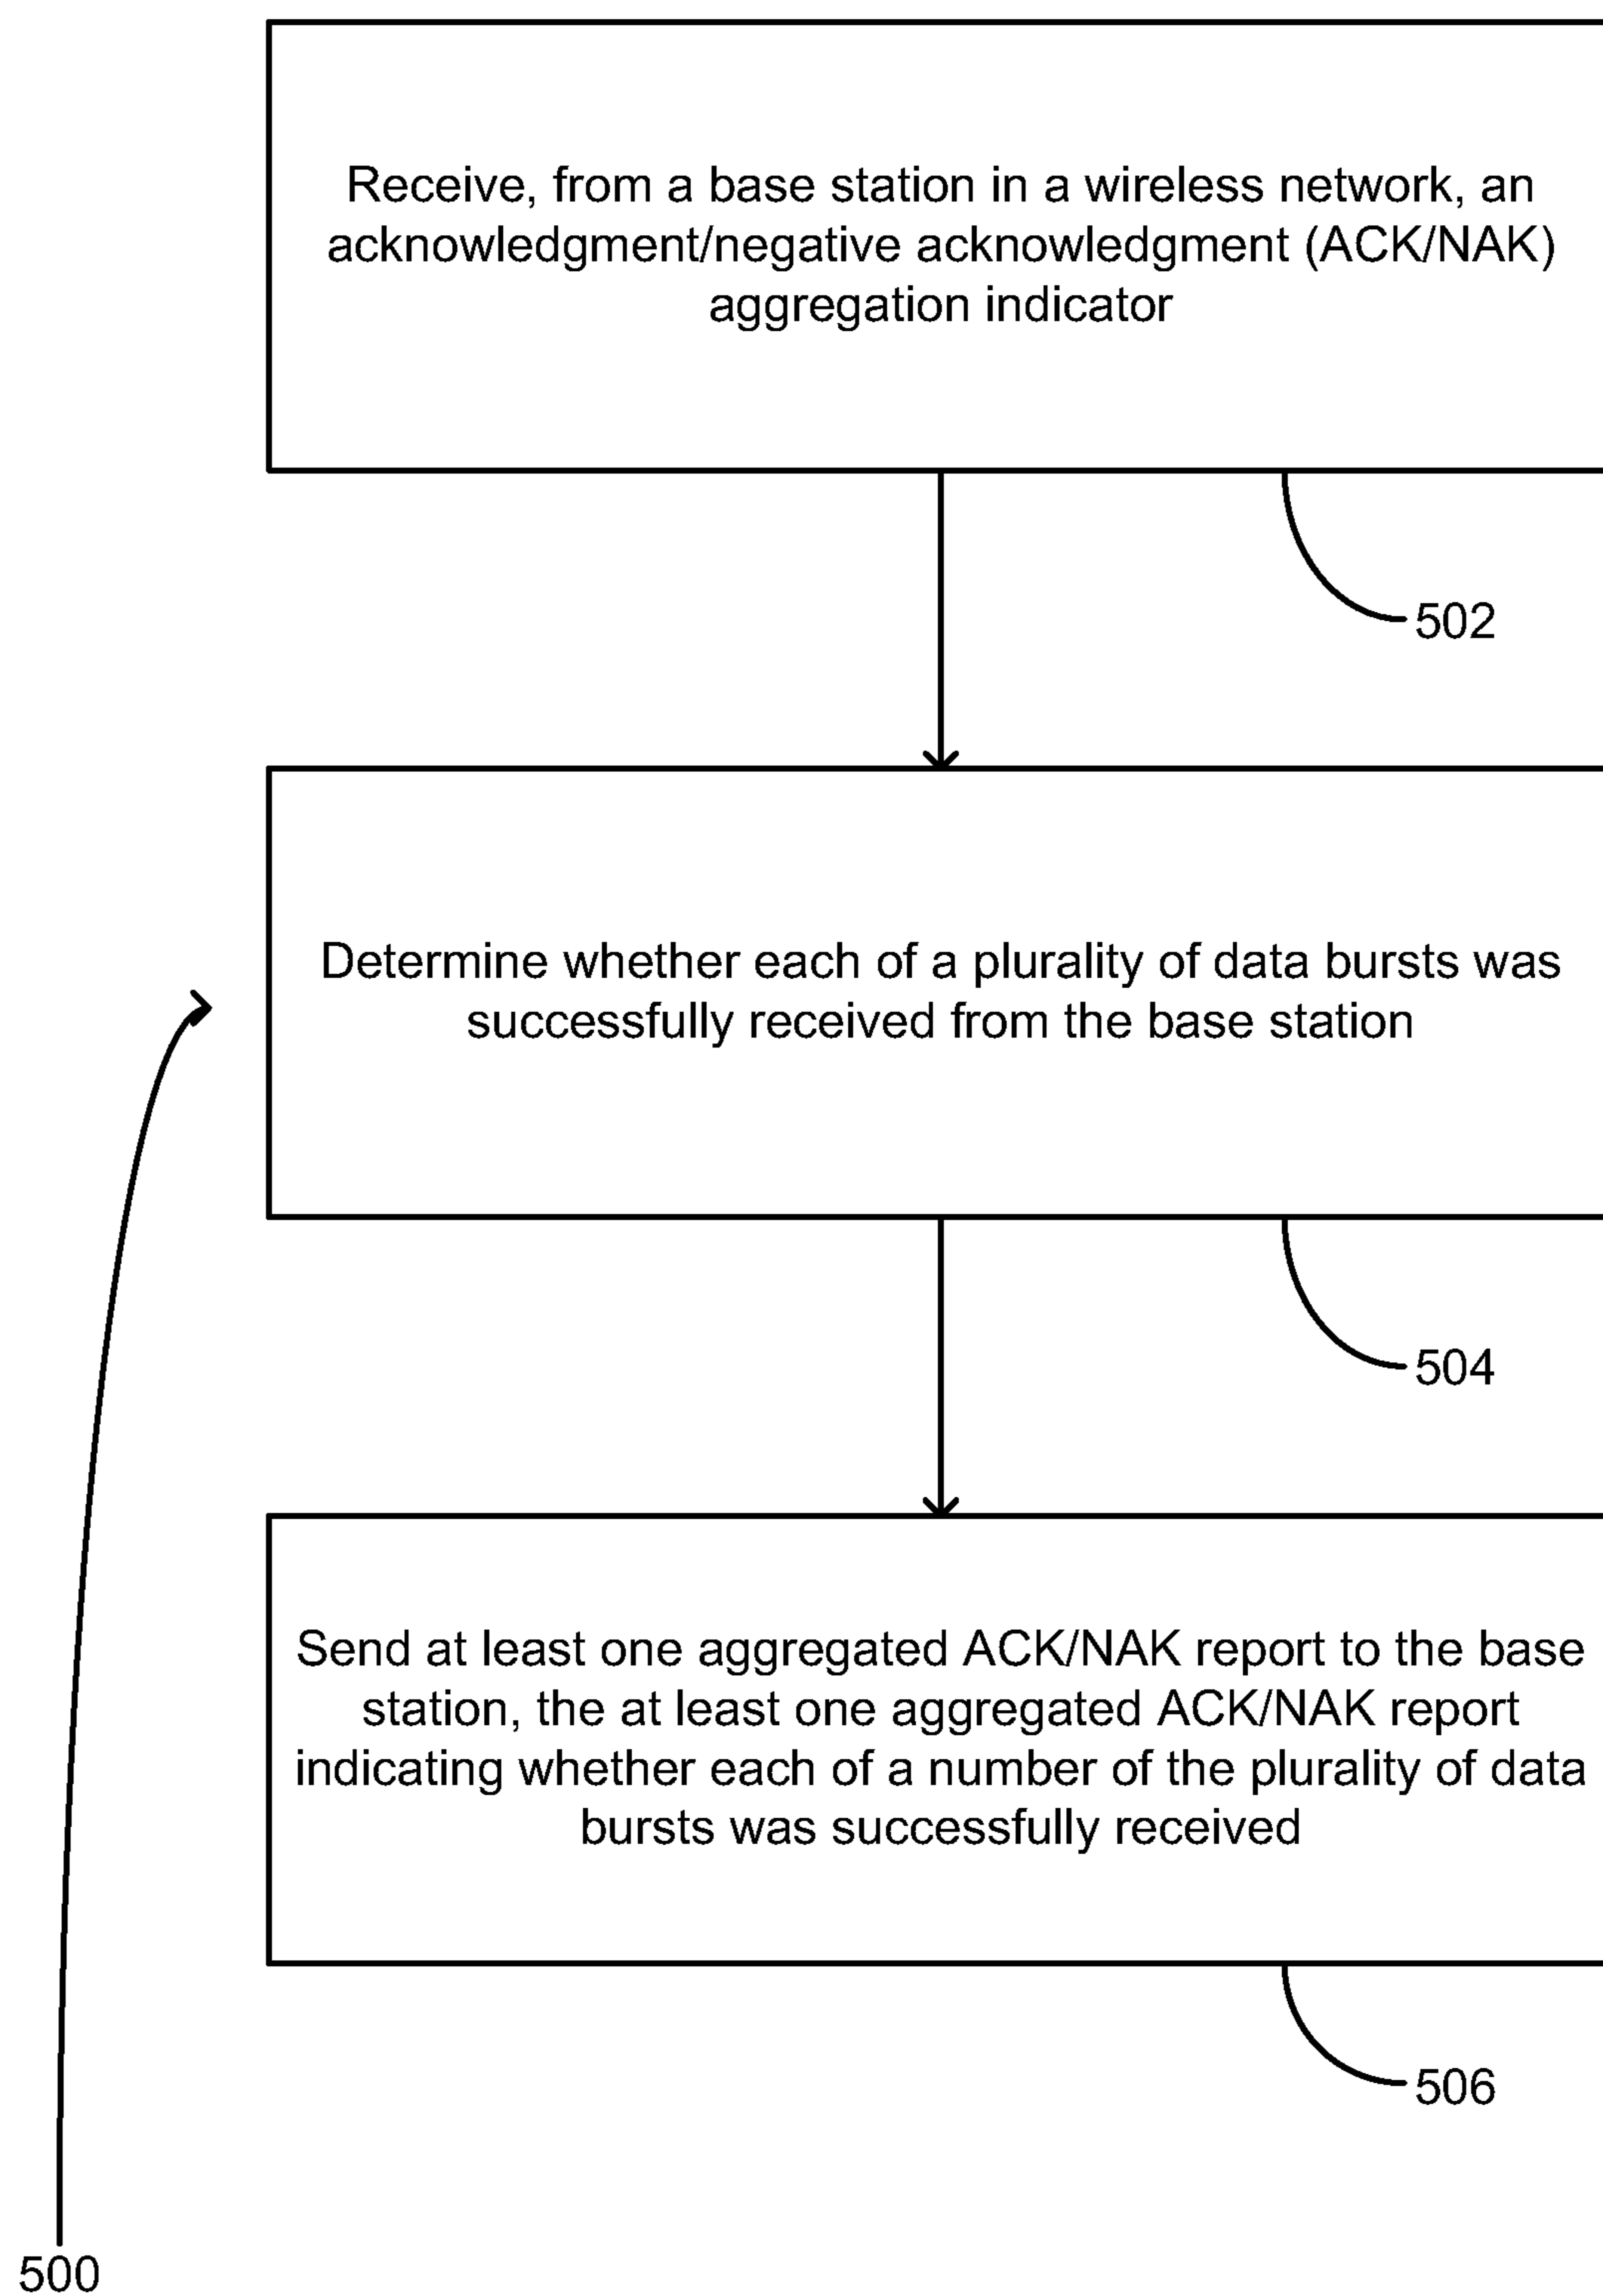 Receive, from a base station in a wireless network, an
acknowledgment/negative acknowledgment (ACK/NAK)
aggregation indicator
502
Determine whether each of a plurality of data bursts was
successfully received from the base station
504
Send at least one aggregated ACK/NAK report to the base
station, the at least one aggregated ACK/NAK report
indicating whether each of a number of the plurality of data
bursts was successfully received
506
500